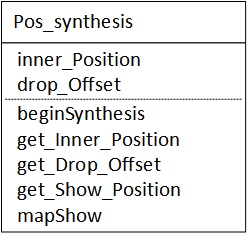 Pos_synthesis
inner_Position
drop_Offset
beginSynthesis
get_Inner_Position
get_Drop_Offset
get_Show_Position
mapShow